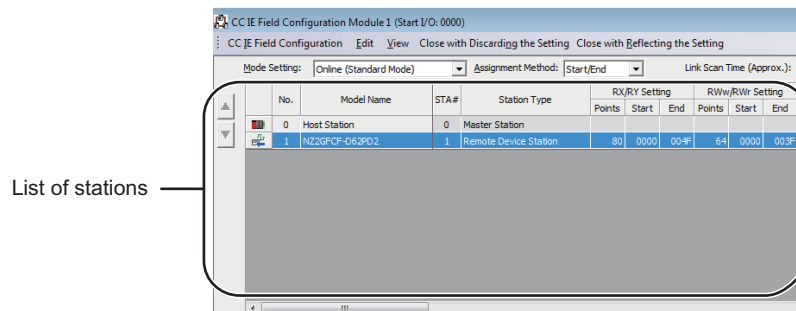 CC IE Field Configuration Module 1 (Start I/O: 0000)
CC IE Field Configuration Edit View Close with Discarding the Setting Close with Reflecting the Setting
Mode Setting: Online (Standard Mode) Assignment Method: Start/End Link Scan Time (Approx.):
No. Model Name STA# Station Type RX/RY Setting RWw/RWr Setting
Points Start End Points Start End
0 Host Station 0 Master Station
1 NZ2GFCF-D62PD2 1 Remote Device Station 80 0000 004F 64 0000 003F
List of stations